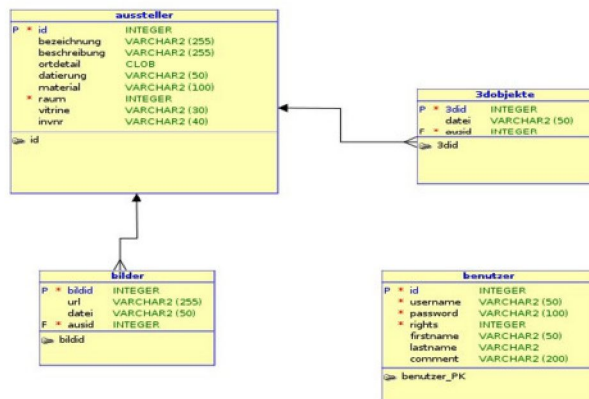 aussteller
P * id INTEGER
bezeichnung VARCHAR2 (255)
beschreibung VARCHAR2 (255)
ortdetail CLOB
datierung VARCHAR2 (50)
material VARCHAR2 (100)
* raum INTEGER
vitrine VARCHAR2 (30)
invnr VARCHAR2 (40)
id
3dobjekte
P * 3did INTEGER
datei VARCHAR2 (50)
F * ausid INTEGER
3did
bilder
P * bildid INTEGER
url VARCHAR2 (255)
datei VARCHAR2 (50)
F * ausid INTEGER
bildid
benutzer
P * id INTEGER
* username VARCHAR2 (50)
* password VARCHAR2 (100)
* rights INTEGER
firstname VARCHAR2 (50)
lastname VARCHAR2
comment VARCHAR2 (200)
benutzer_PK